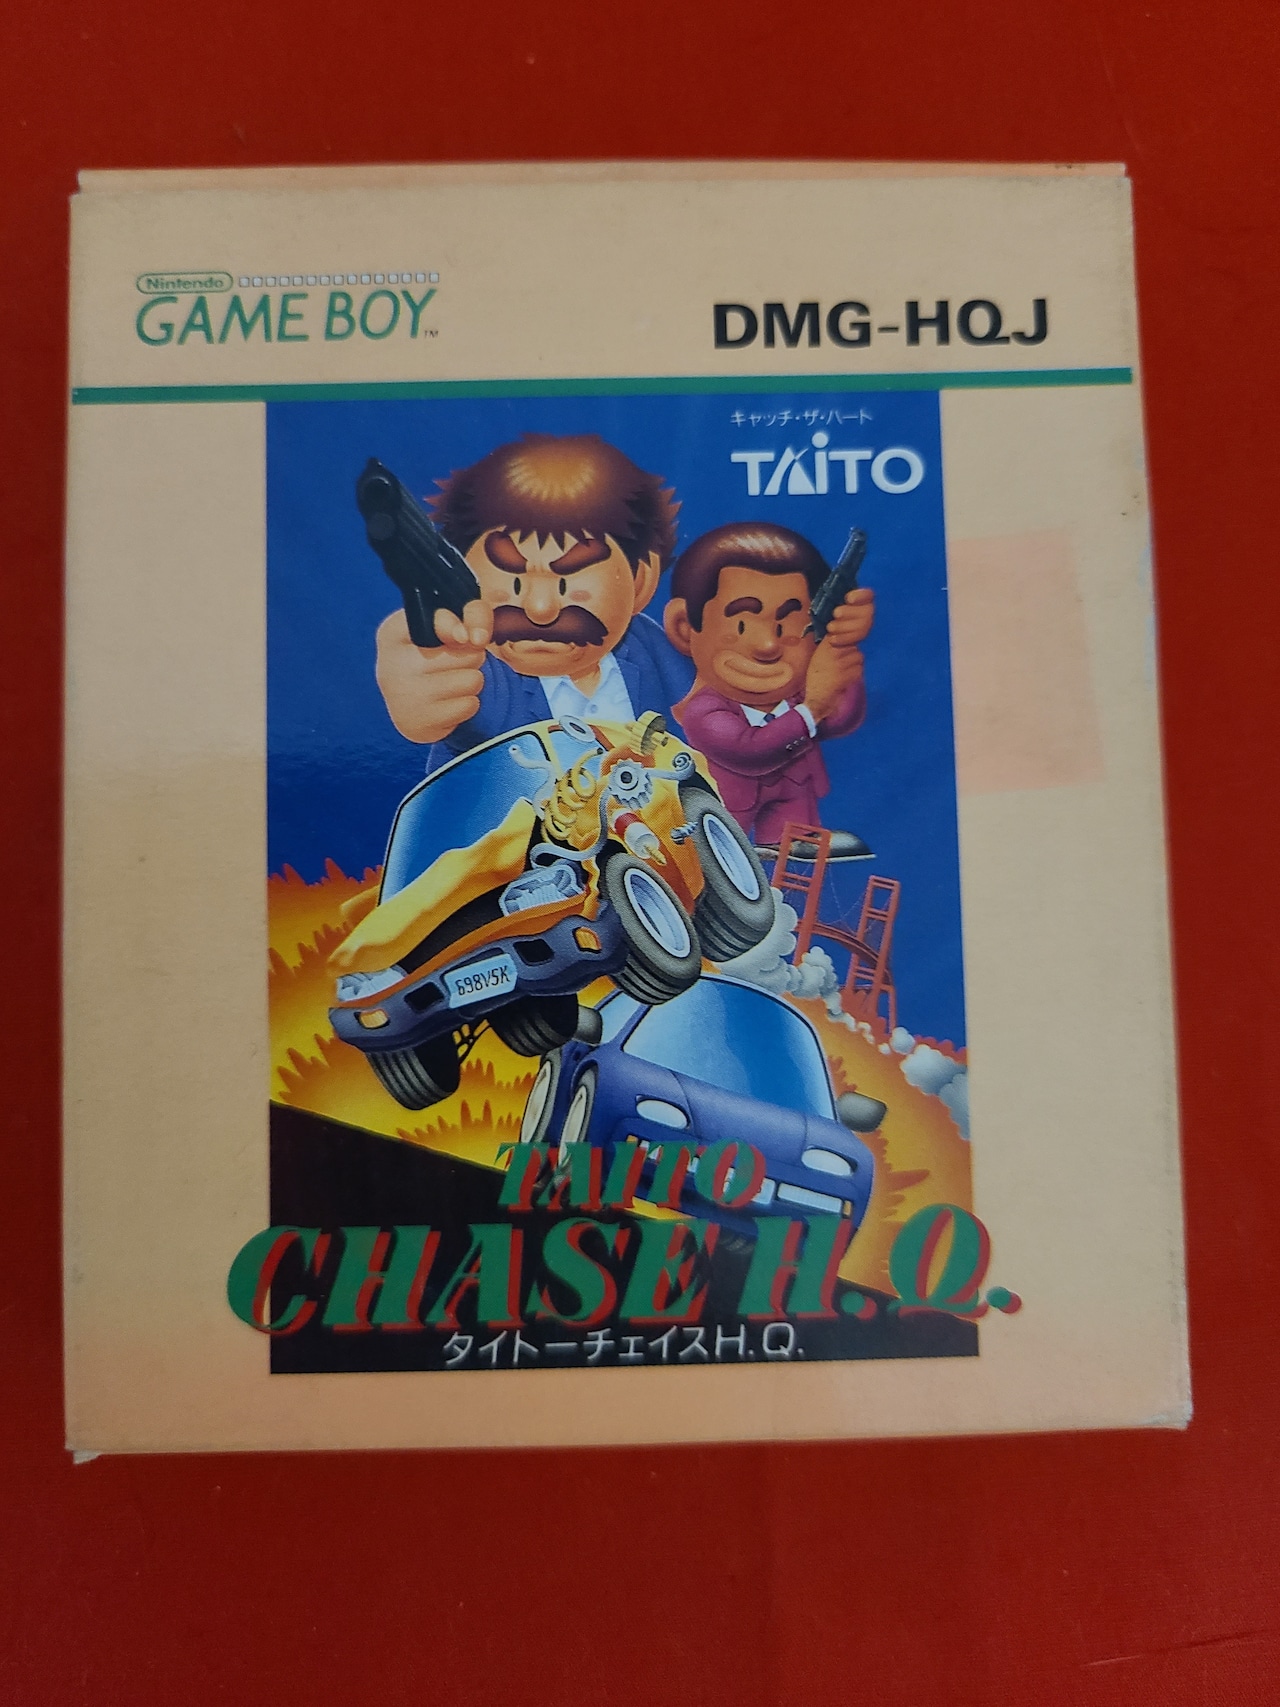 Nintendo
GAME BOY™
DMG-HQJ
キャッチ・ザ・ハート
TAITO
698V5K
TAITO
CHASE H.Q.
タイトーチェイスH.Q.